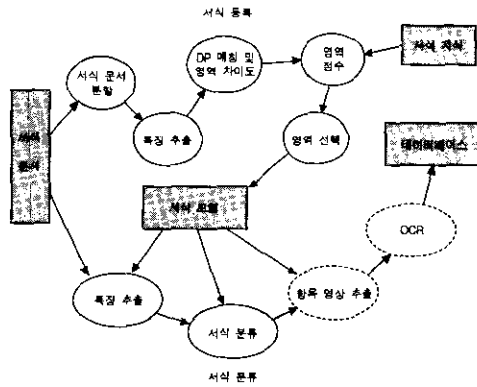 서식 등록
DP 매칭 및
영역 차이도
영역
점수
서식 지식
서식 문서
분할
특징 추출
영역 선택
데이터베이스
서식
문서
서식 모델
OCR
특징 추출
항목 영상 추출
서식 분류
서식 분류